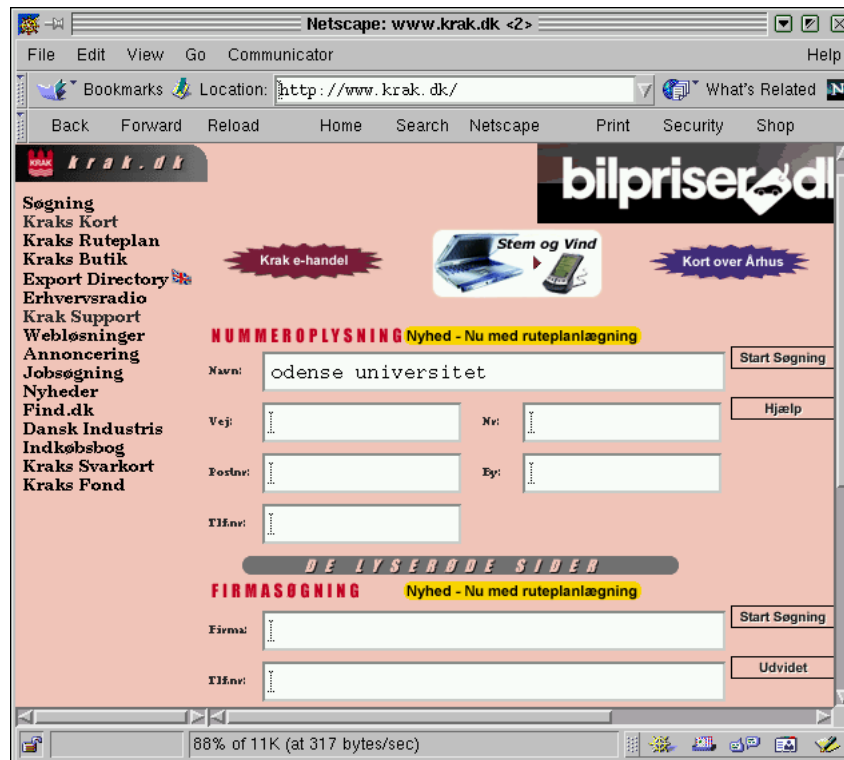 Netscape: www.krak.dk <2>
File Edit View Go Communicator Help
Bookmarks Location: http://www.krak.dk/ What's Related N
Back Forward Reload Home Search Netscape Print Security Shop
KRAK krak.dk
bilpriser.dk
Søgning
Kraks Kort
Kraks Ruteplan
Kraks Butik
Export Directory
Erhvervsradio
Krak Support
Webløsninger
Annoncering
Jobsøgning
Nyheder
Find.dk
Dansk Industris
Indkøbsbog
Kraks Svarkort
Kraks Fond
Krak e-handel
Stem og Vind
Kort over Århus
NUMMEROPLYSNING Nyhed - Nu med ruteplanlægning
Navn: odense universitet Start Søgning
Vej: Nr: Hjælp
Postnr: By:
Tlf.nr:
DE LYSERØDE SIDER
FIRMASØGNING Nyhed - Nu med ruteplanlægning
Firma: Start Søgning
Tlf.nr: Udvidet
88% of 11K (at 317 bytes/sec)